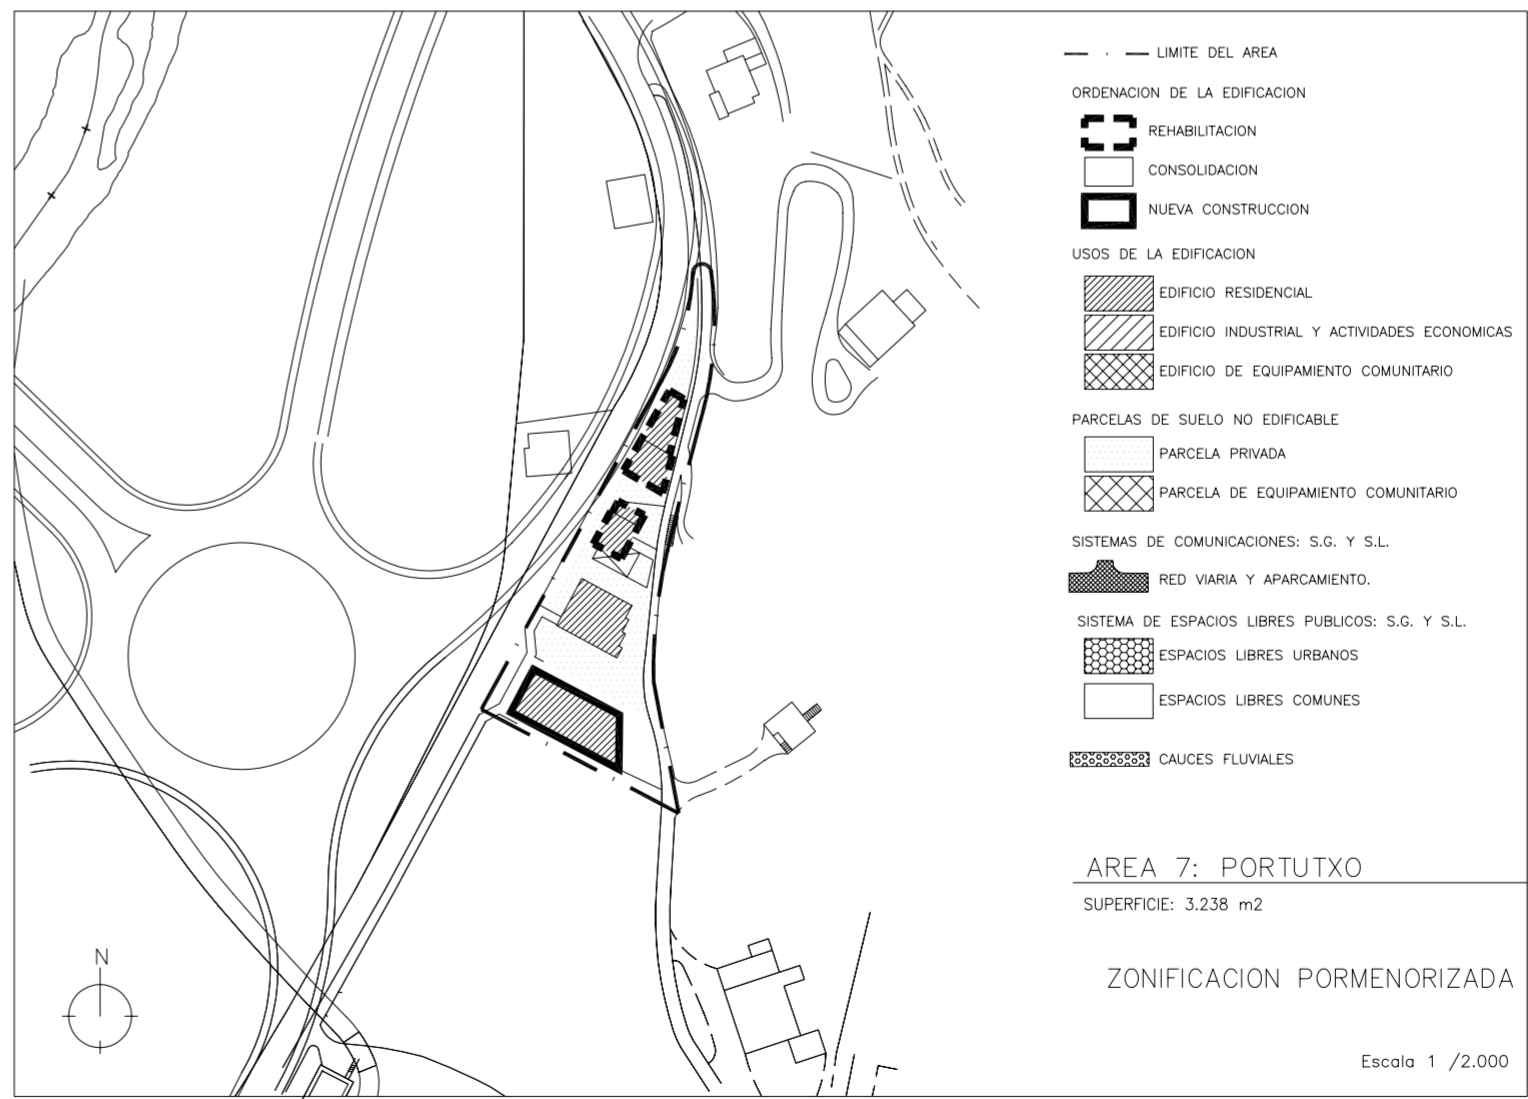 LIMITE DEL AREA
ORDENACION DE LA EDIFICACION
REHABILITACION
CONSOLIDACION
NUEVA CONSTRUCCION
USOS DE LA EDIFICACION
EDIFICIO RESIDENCIAL
EDIFICIO INDUSTRIAL Y ACTIVIDADES ECONOMICAS
EDIFICIO DE EQUIPAMIENTO COMUNITARIO
PARCELAS DE SUELO NO EDIFICABLE
PARCELA PRIVADA
PARCELA DE EQUIPAMIENTO COMUNITARIO
SISTEMAS DE COMUNICACIONES: S.G. Y S.L.
RED VIARIA Y APARCAMIENTO.
SISTEMA DE ESPACIOS LIBRES PUBLICOS: S.G. Y S.L.
ESPACIOS LIBRES URBANOS
ESPACIOS LIBRES COMUNES
CAUCES FLUVIALES
AREA 7: PORTUTXO
SUPERFICIE: 3.238 m2
N
ZONIFICACION PORMENORIZADA
Escala 1 /2.000